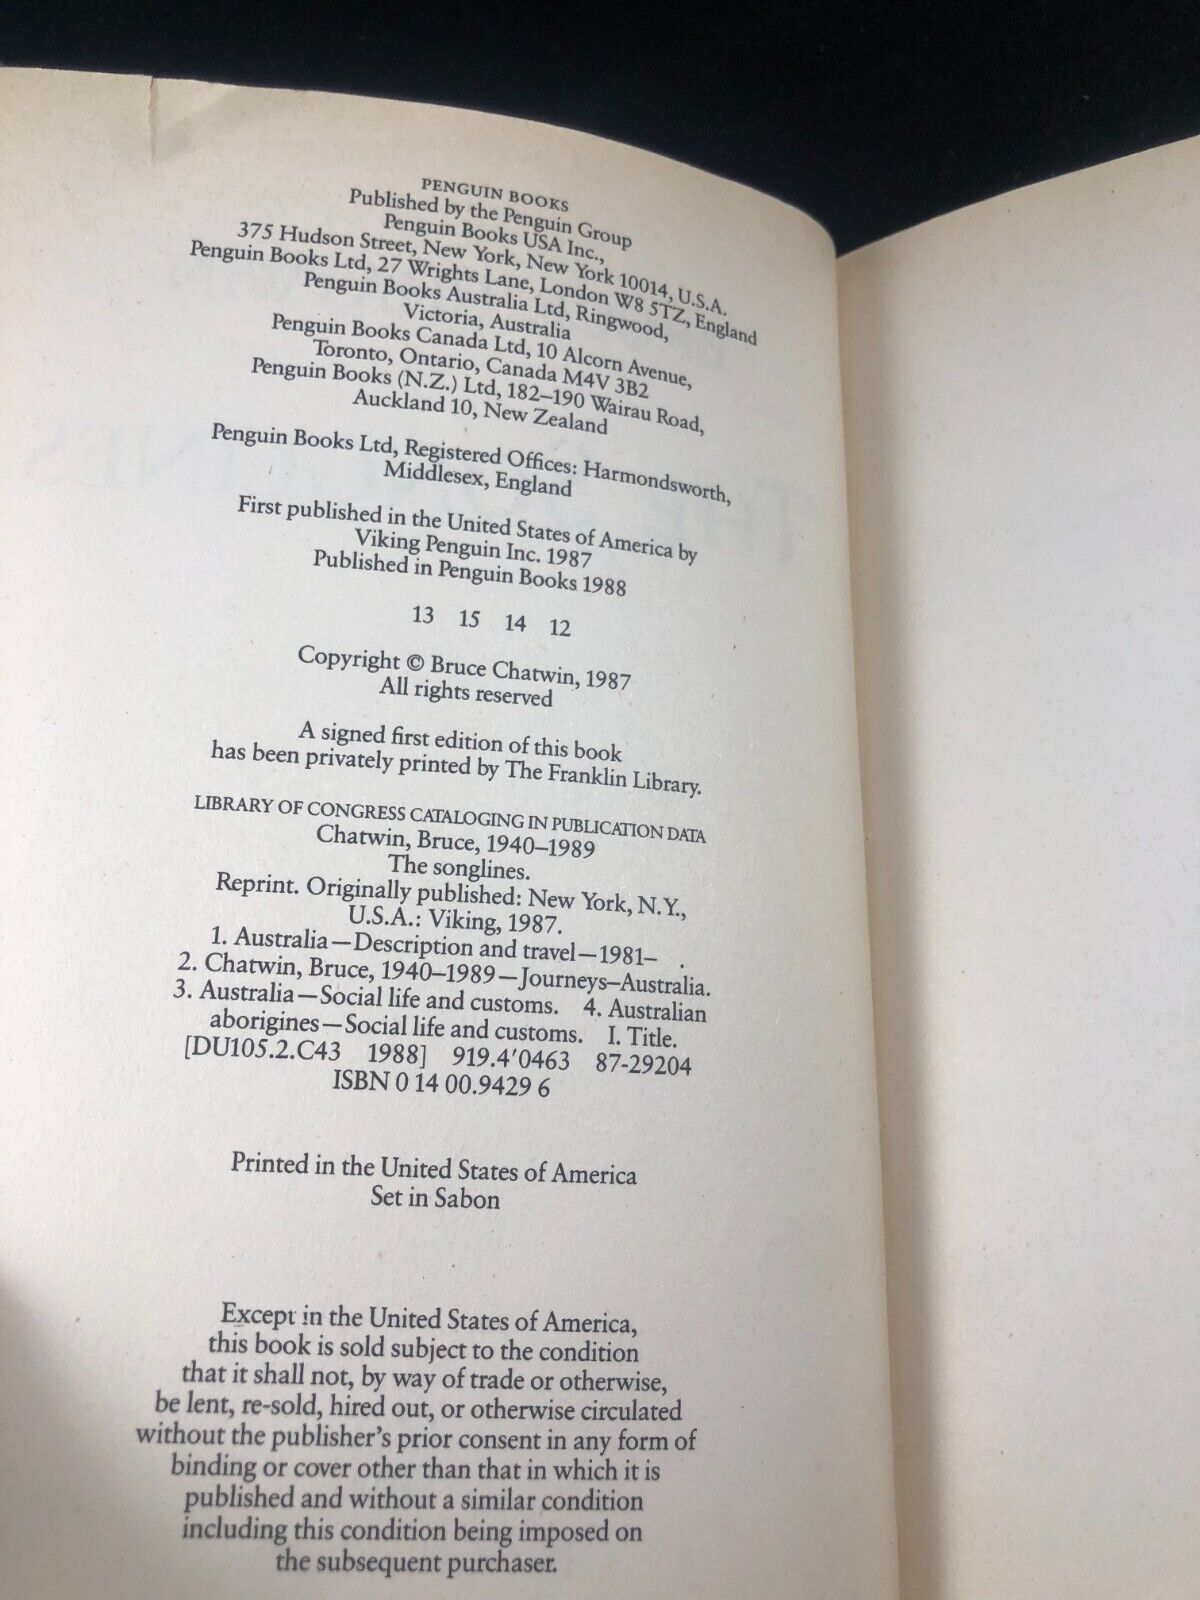 PENGUIN BOOKS
Published by the Penguin Group
Penguin Books USA Inc.,
375 Hudson Street, New York, New York 10014, U.S.A.
Penguin Books Ltd, 27 Wrights Lane, London W8 5TZ, England
Penguin Books Australia Ltd, Ringwood,
Victoria, Australia
Penguin Books Canada Ltd, 10 Alcorn Avenue,
Toronto, Ontario, Canada M4V 3B2
Penguin Books (N.Z.) Ltd, 182–190 Wairau Road,
Auckland 10, New Zealand
Penguin Books Ltd, Registered Offices: Harmondsworth,
Middlesex, England
First published in the United States of America by
Viking Penguin Inc. 1987
Published in Penguin Books 1988
13 15 14 12
Copyright © Bruce Chatwin, 1987
All rights reserved
A signed first edition of this book
has been privately printed by The Franklin Library.
LIBRARY OF CONGRESS CATALOGING IN PUBLICATION DATA
Chatwin, Bruce, 1940–1989
The songlines.
Reprint. Originally published: New York, N.Y.,
U.S.A.: Viking, 1987.
1. Australia—Description and travel—1981– .
2. Chatwin, Bruce, 1940–1989—Journeys—Australia.
3. Australia—Social life and customs. 4. Australian
aborigines—Social life and customs. I. Title.
[DU105.2.C43 1988] 919.4′0463 87-29204
ISBN 0 14 00.9429 6
Printed in the United States of America
Set in Sabon
Except in the United States of America,
this book is sold subject to the condition
that it shall not, by way of trade or otherwise,
be lent, re-sold, hired out, or otherwise circulated
without the publisher's prior consent in any form of
binding or cover other than that in which it is
published and without a similar condition
including this condition being imposed on
the subsequent purchaser.